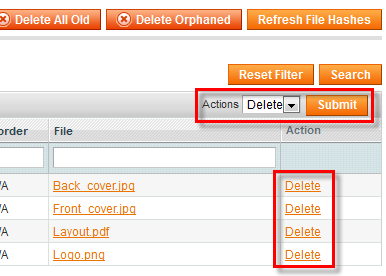 Delete All Old Delete Orphaned Refresh File Hashes
Reset Filter Search
Actions Delete Submit
order File Action
/A Back_cover.jpg Delete
/A Front_cover.jpg Delete
/A Layout.pdf Delete
/A Logo.png Delete